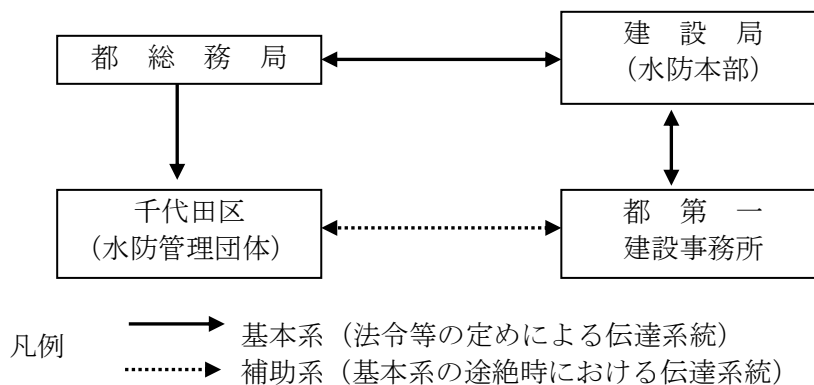 都 総 務 局
建 設 局
（水防本部）
千代田区
（水防管理団体）
都 第 一
建設事務所
凡例
基本系（法令等の定めによる伝達系統）
補助系（基本系の途絶時における伝達系統）